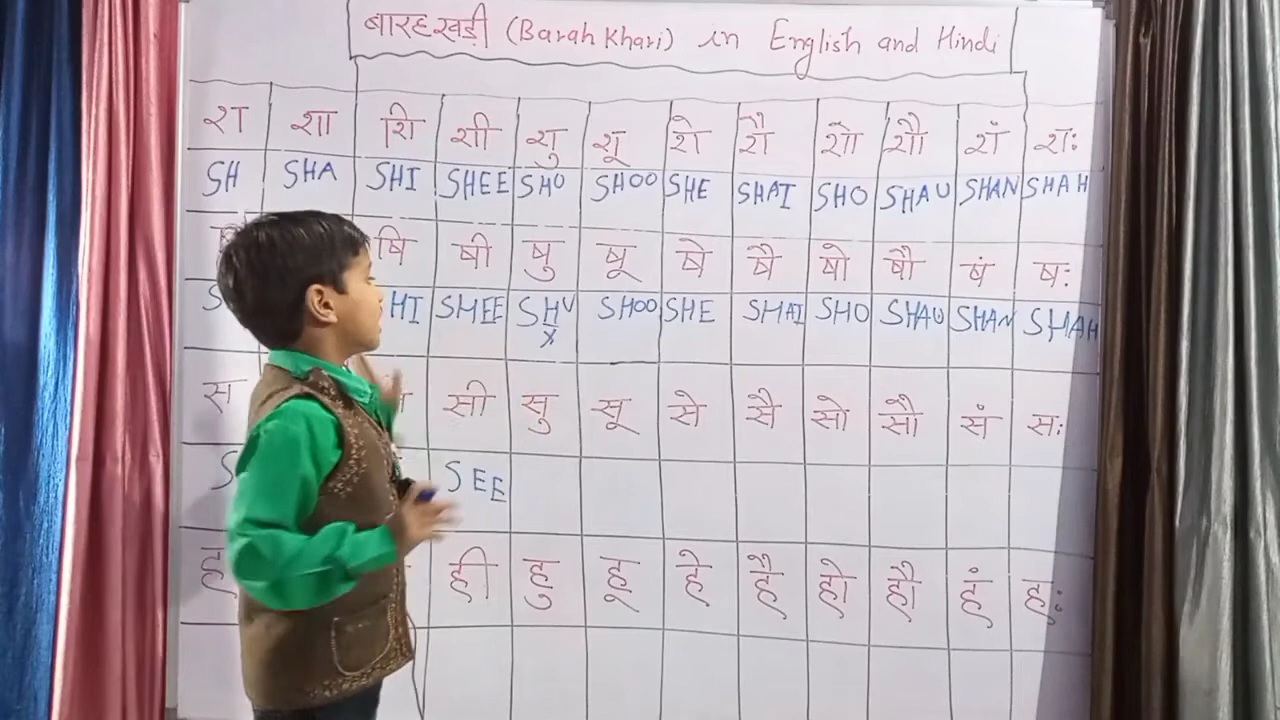 बारहखड़ी (Barah Khari) in English and Hindi
श शा शि शी शु शू शे शै शो शौ शं शः
SH SHA SHI SHEE SHU SHOO SHE SHAI SHO SHAU SHAN SHAH
षि षी षु षू षे षै षो षौ षं षः
HI SHEE SHU SHOO SHE SHAI SHO SHAU SHAN SHAH
स सी सु सू से सै सो सौ सं सः
S SEE
ह ही हु हू हे है हो हौ हं हः